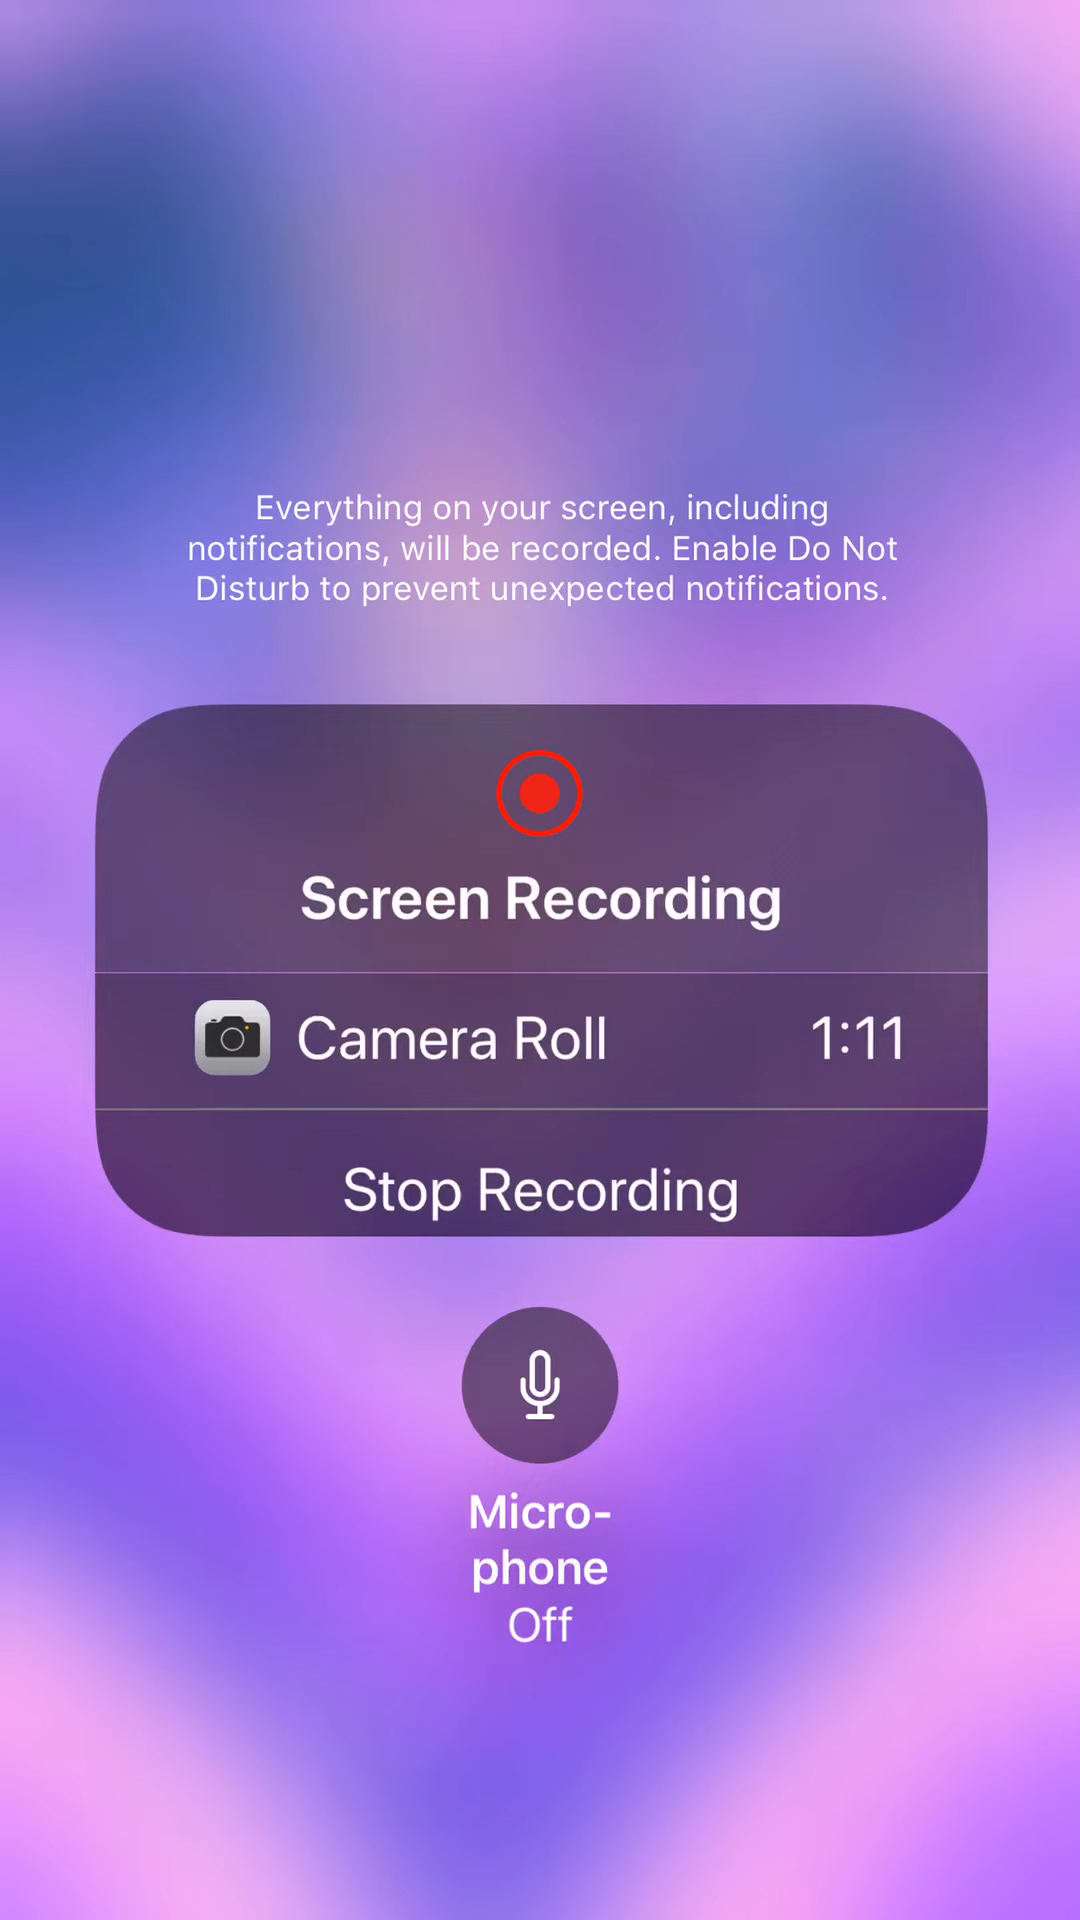 Everything on your screen, including
notifications, will be recorded. Enable Do Not
Disturb to prevent unexpected notifications.
Screen Recording
Camera Roll 1:11
Stop Recording
Micro-
phone
Off